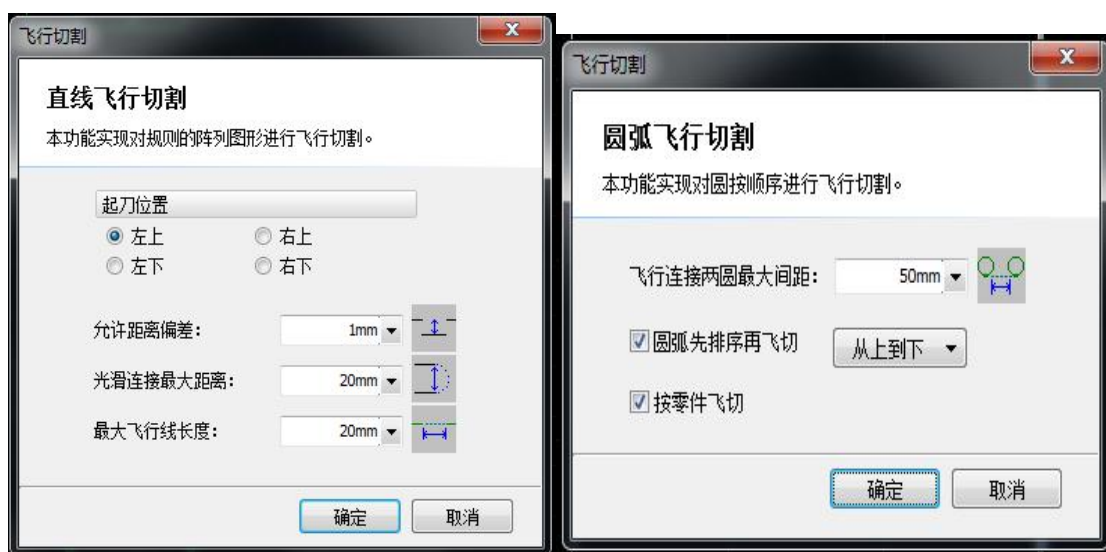 飞行切割
直线飞行切割
本功能实现对规则的阵列图形进行飞行切割。
起刀位置
左上 右上
左下 右下
允许距离偏差： 1mm
光滑连接最大距离： 20mm
最大飞行线长度： 20mm
确定 取消
飞行切割
圆弧飞行切割
本功能实现对圆按顺序进行飞行切割。
飞行连接两圆最大间距： 50mm
圆弧先排序再飞切 从上到下
按零件飞切
确定 取消